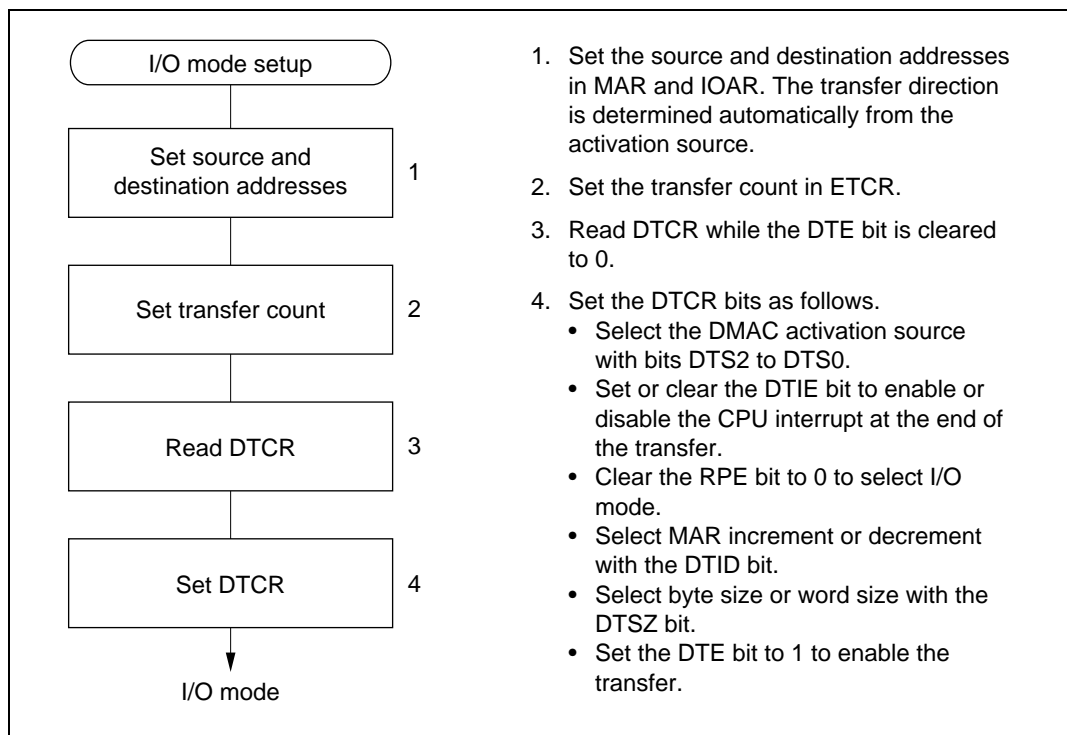 I/O mode setup
Set source and
destination addresses
1
Set transfer count
2
Read DTCR
3
Set DTCR
4
I/O mode
1. Set the source and destination addresses
in MAR and IOAR. The transfer direction
is determined automatically from the
activation source.
2. Set the transfer count in ETCR.
3. Read DTCR while the DTE bit is cleared
to 0.
4. Set the DTCR bits as follows.
• Select the DMAC activation source
with bits DTS2 to DTS0.
• Set or clear the DTIE bit to enable or
disable the CPU interrupt at the end of
the transfer.
• Clear the RPE bit to 0 to select I/O
mode.
• Select MAR increment or decrement
with the DTID bit.
• Select byte size or word size with the
DTSZ bit.
• Set the DTE bit to 1 to enable the
transfer.